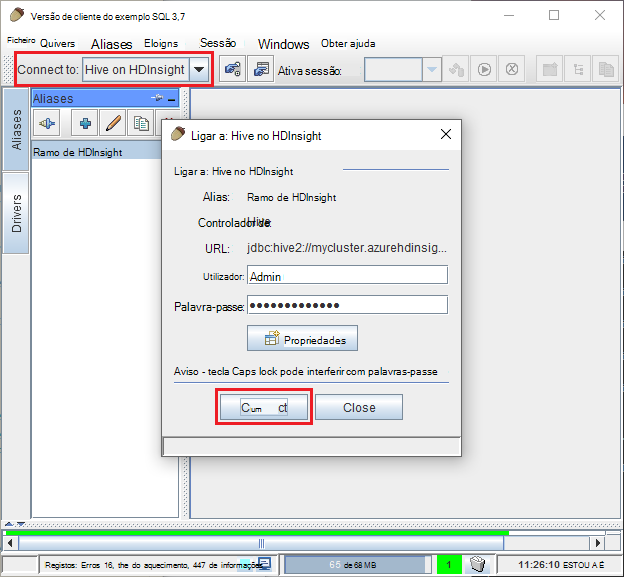 Versão de cliente do exemplo SQL 3,7
Ficheiro Quivers Aliases Eloigns Sessão Windows Obter ajuda
Connect to: Hive on HDInsight Ativa sessão:
Aliases
Aliases
Drivers
Ramo de HDInsight
Ligar a: Hive no HDInsight
Ligar a: Hive no HDInsight
Alias: Ramo de HDInsight
Controlador de: Hive
URL: jdbc:hive2://mycluster.azurehdinsig...
Utilizador: Admin
Palavra-passe: •••••••••••••
Propriedades
Aviso - tecla Caps lock pode interferir com palavras-passe
Cum ct Close
Registos: Erros 16, the do aquecimento, 447 de informações 65 de 68 MB 1 11:26:10 ESTOU A É